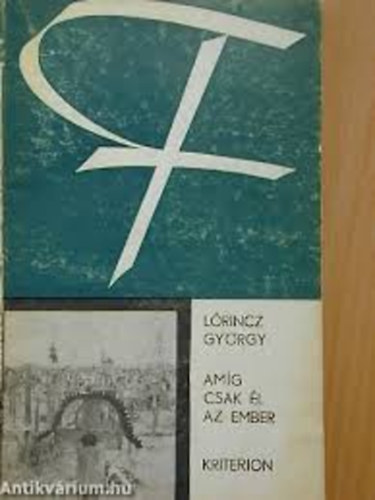 F
LŐRINCZ
GYÖRGY
AMÍG
CSAK ÉL
AZ EMBER
KRITERION
Antikvárium.hu